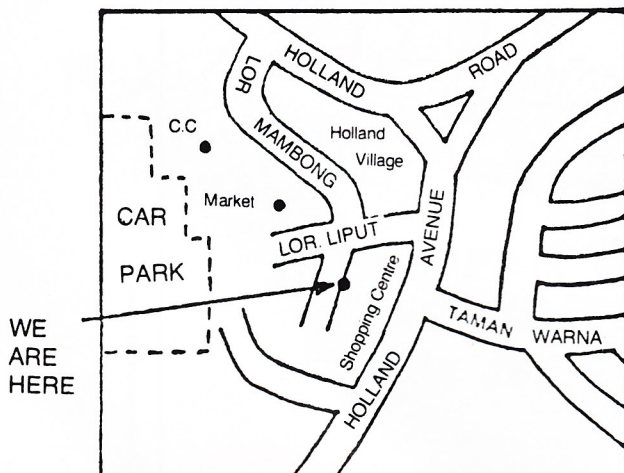 HOLLAND ROAD
LOR MAMBONG
C.C
Holland
Village
Market
CAR
PARK
LOR. LIPUT
HOLLAND AVENUE
Shopping Centre
TAMAN WARNA
WE
ARE
HERE